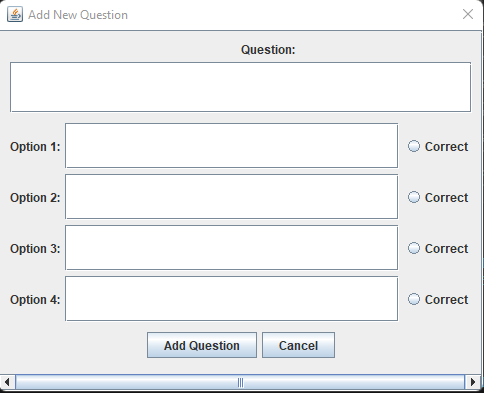 Add New Question
Question:
Option 1: Correct
Option 2: Correct
Option 3: Correct
Option 4: Correct
Add Question Cancel